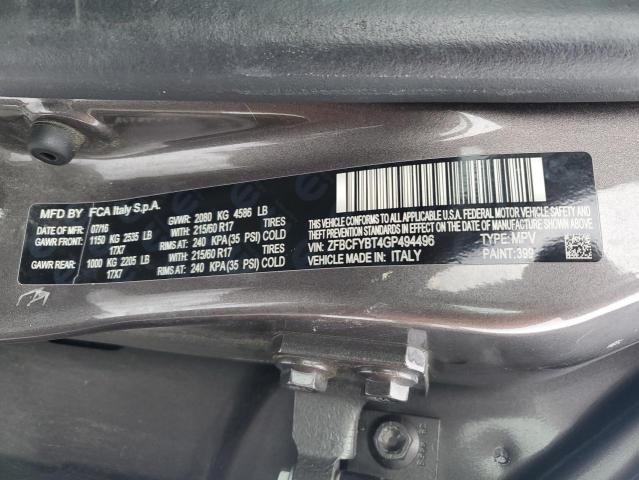 MFD BY FCA Italy S.p.A.
DATE OF MFR: 07/16 GVWR: 2080 KG 4586 LB
GAWR FRONT: 1150 KG 2535 LB WITH: 215/60 R17 TIRES
17X7 RIMS AT: 240 KPA(35 PSI) COLD
GAWR REAR: 1000 KG 2205 LB WITH: 215/60 R17 TIRES
17X7 RIMS AT: 240 KPA(35 PSI) COLD
THIS VEHICLE CONFORMS TO ALL APPLICABLE U.S.A.
FEDERAL MOTOR VEHICLE SAFETY, BUMPER, AND THEFT
PREVENTION STANDARDS IN EFFECT ON THE DATE OF
MANUFACTURE SHOWN ABOVE.
VIN: ZFBCFYBT4GP494496 TYPE: MPV
VEHICLE MADE IN: ITALY PAINT: 399